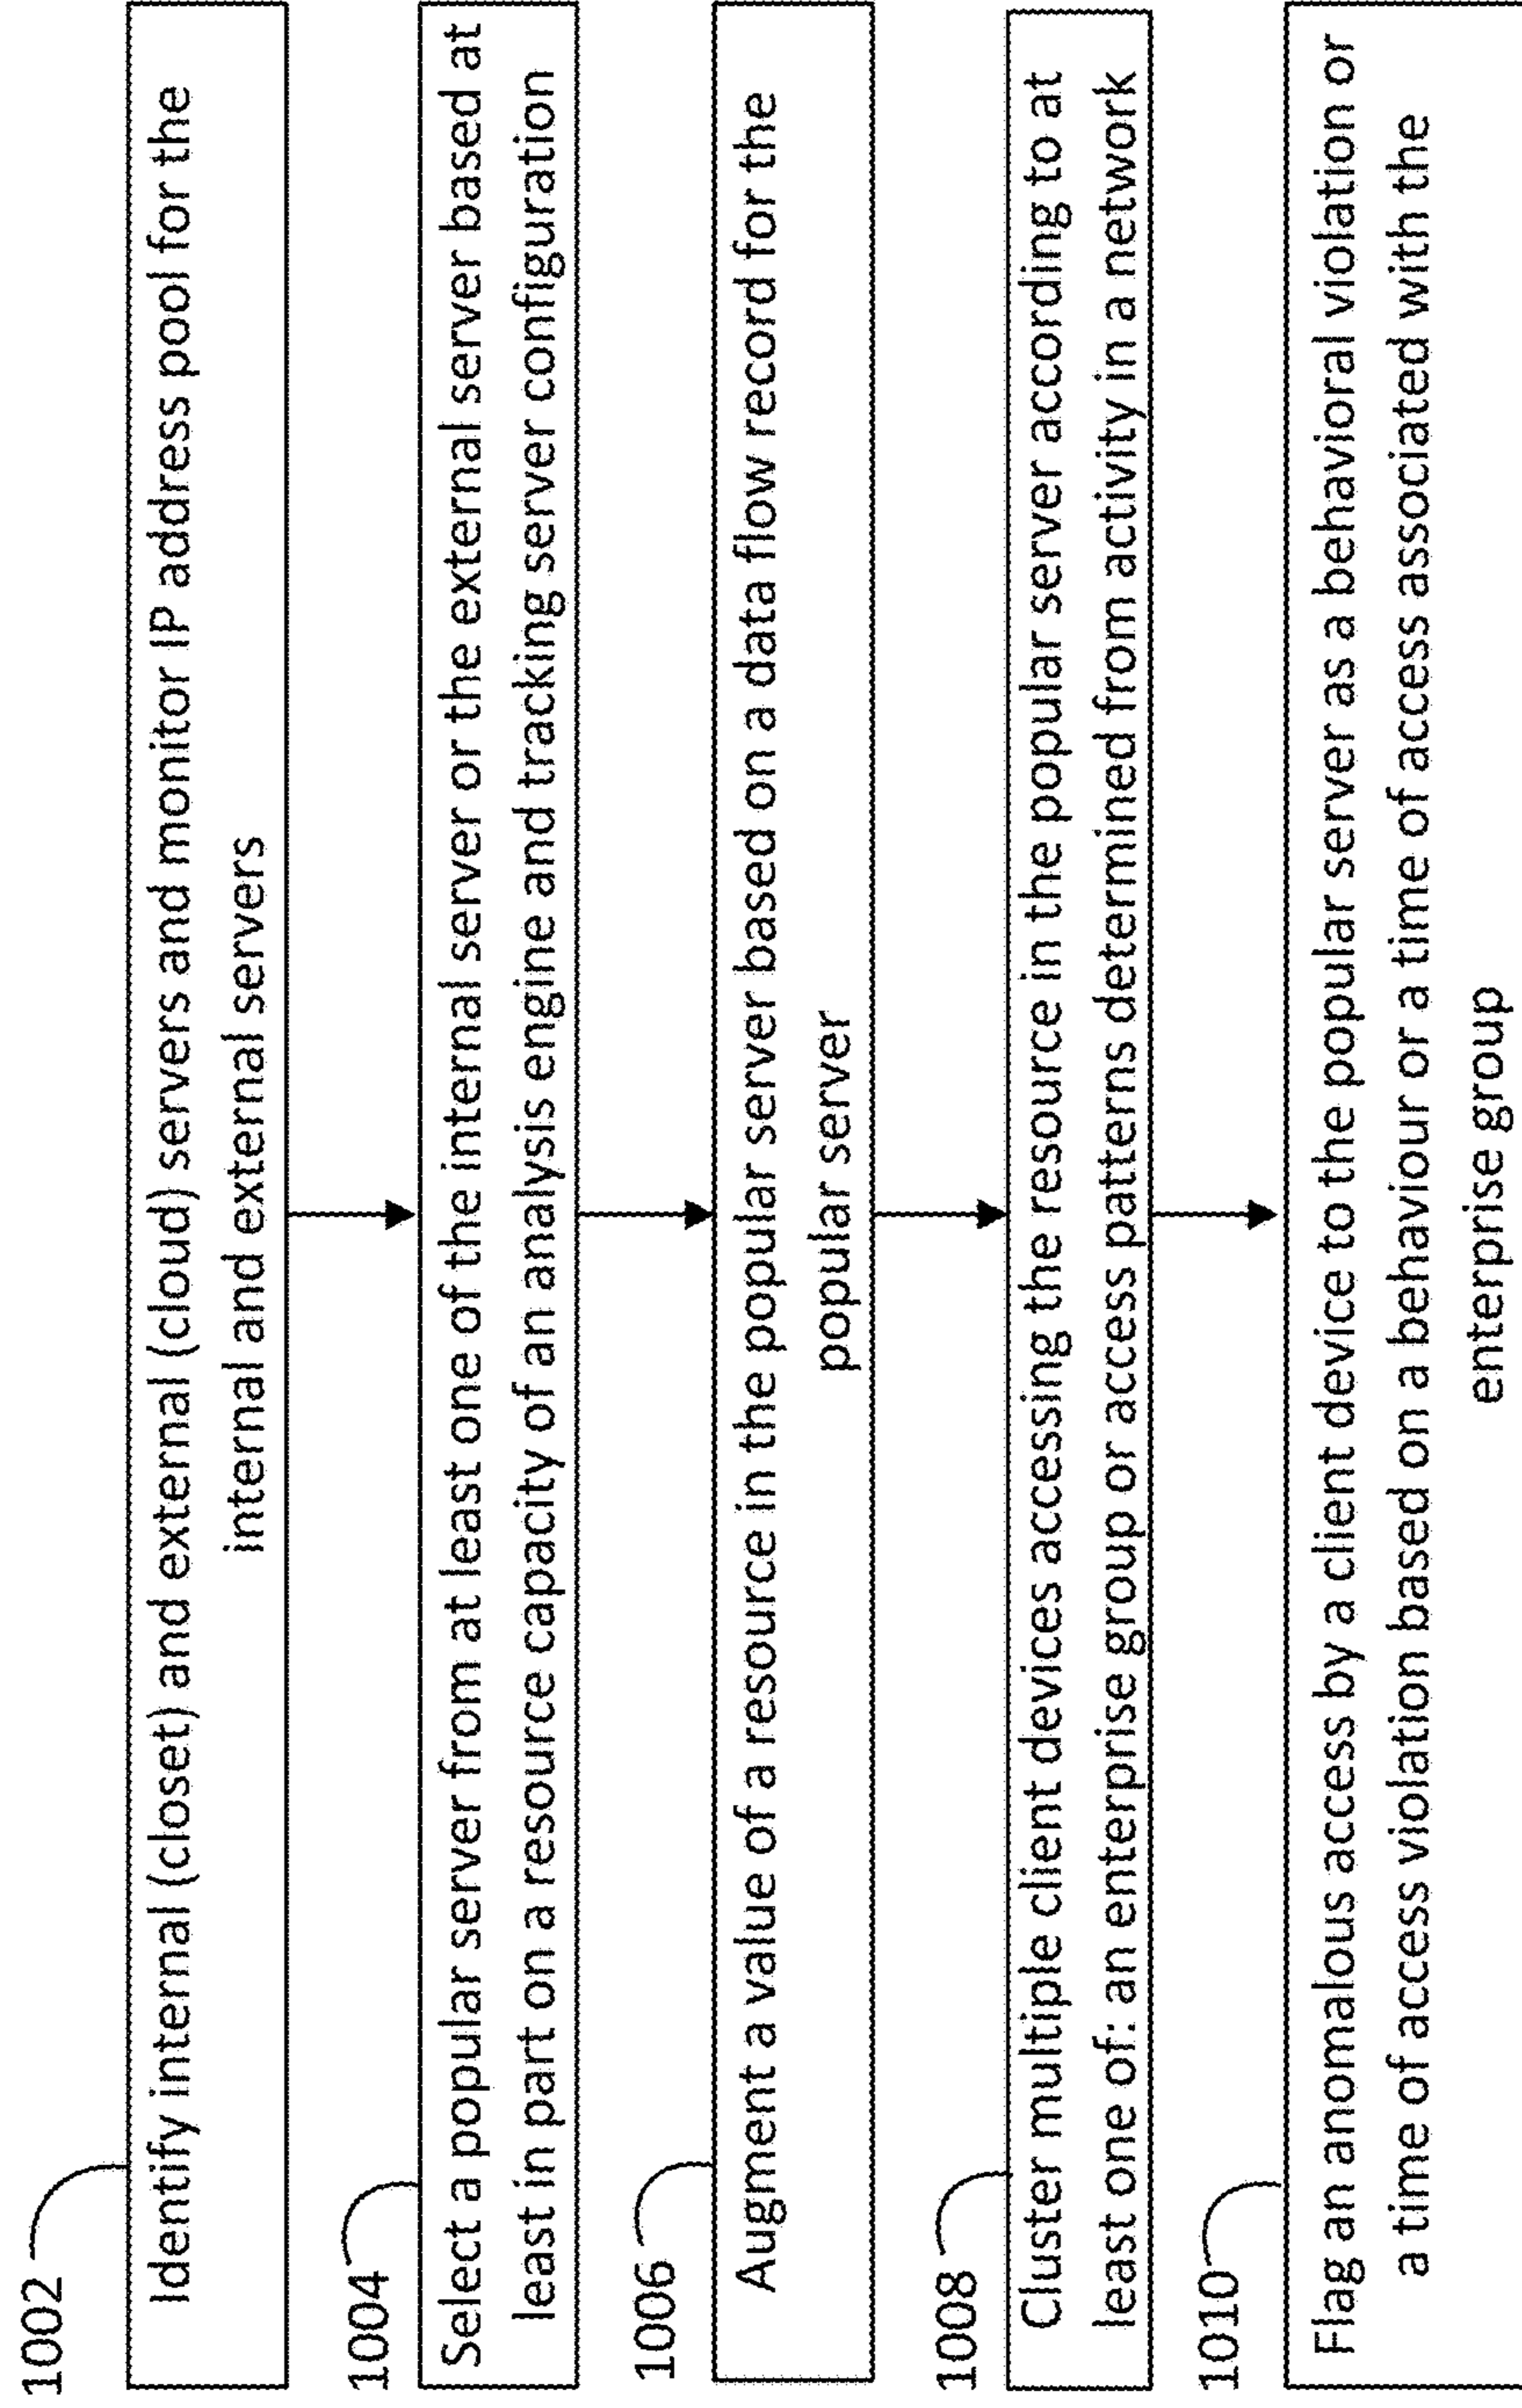 1002
Identify internal (closet) and external (cloud) servers and monitor IP address pool for the
internal and external servers
1004
Select a popular server from at least one of the internal server or the external server based at
least in part on a resource capacity of an analysis engine and tracking server configuration
1006
Augment a value of a resource in the popular server based on a data flow record for the
popular server
1008
Cluster multiple client devices accessing the resource in the popular server according to at
least one of: an enterprise group or access patterns determined from activity in a network
1010
Flag an anomalous access by a client device to the popular server as a behavioral violation or
a time of access violation based on a behaviour or a time of access associated with the
enterprise group